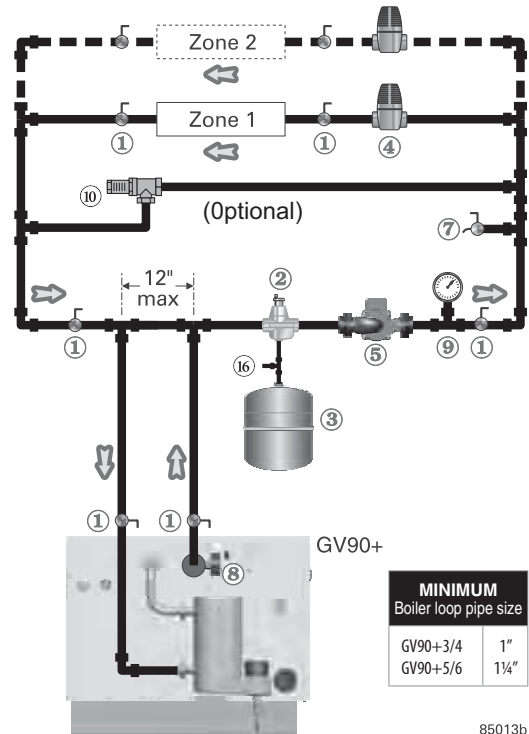 Zone 2
Zone 1
① ① ④
⑩
(Optional)
⑦
12"
max
②
① ⑤ ⑨ ①
⑯
③
① ①
GV90+
⑧
MINIMUM
Boiler loop pipe size
GV90+3/4 1”
GV90+5/6 1¼”
85013b